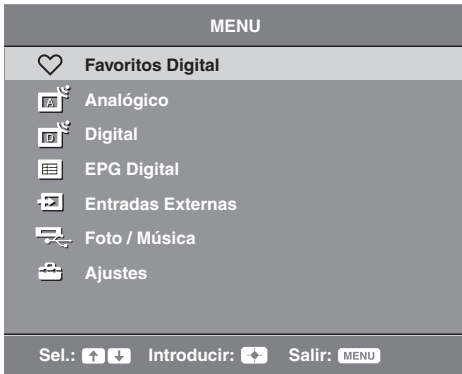 MENU
Favoritos Digital
Analógico
Digital
EPG Digital
Entradas Externas
Foto / Música
Ajustes
Sel.: Introducir: Salir: MENU